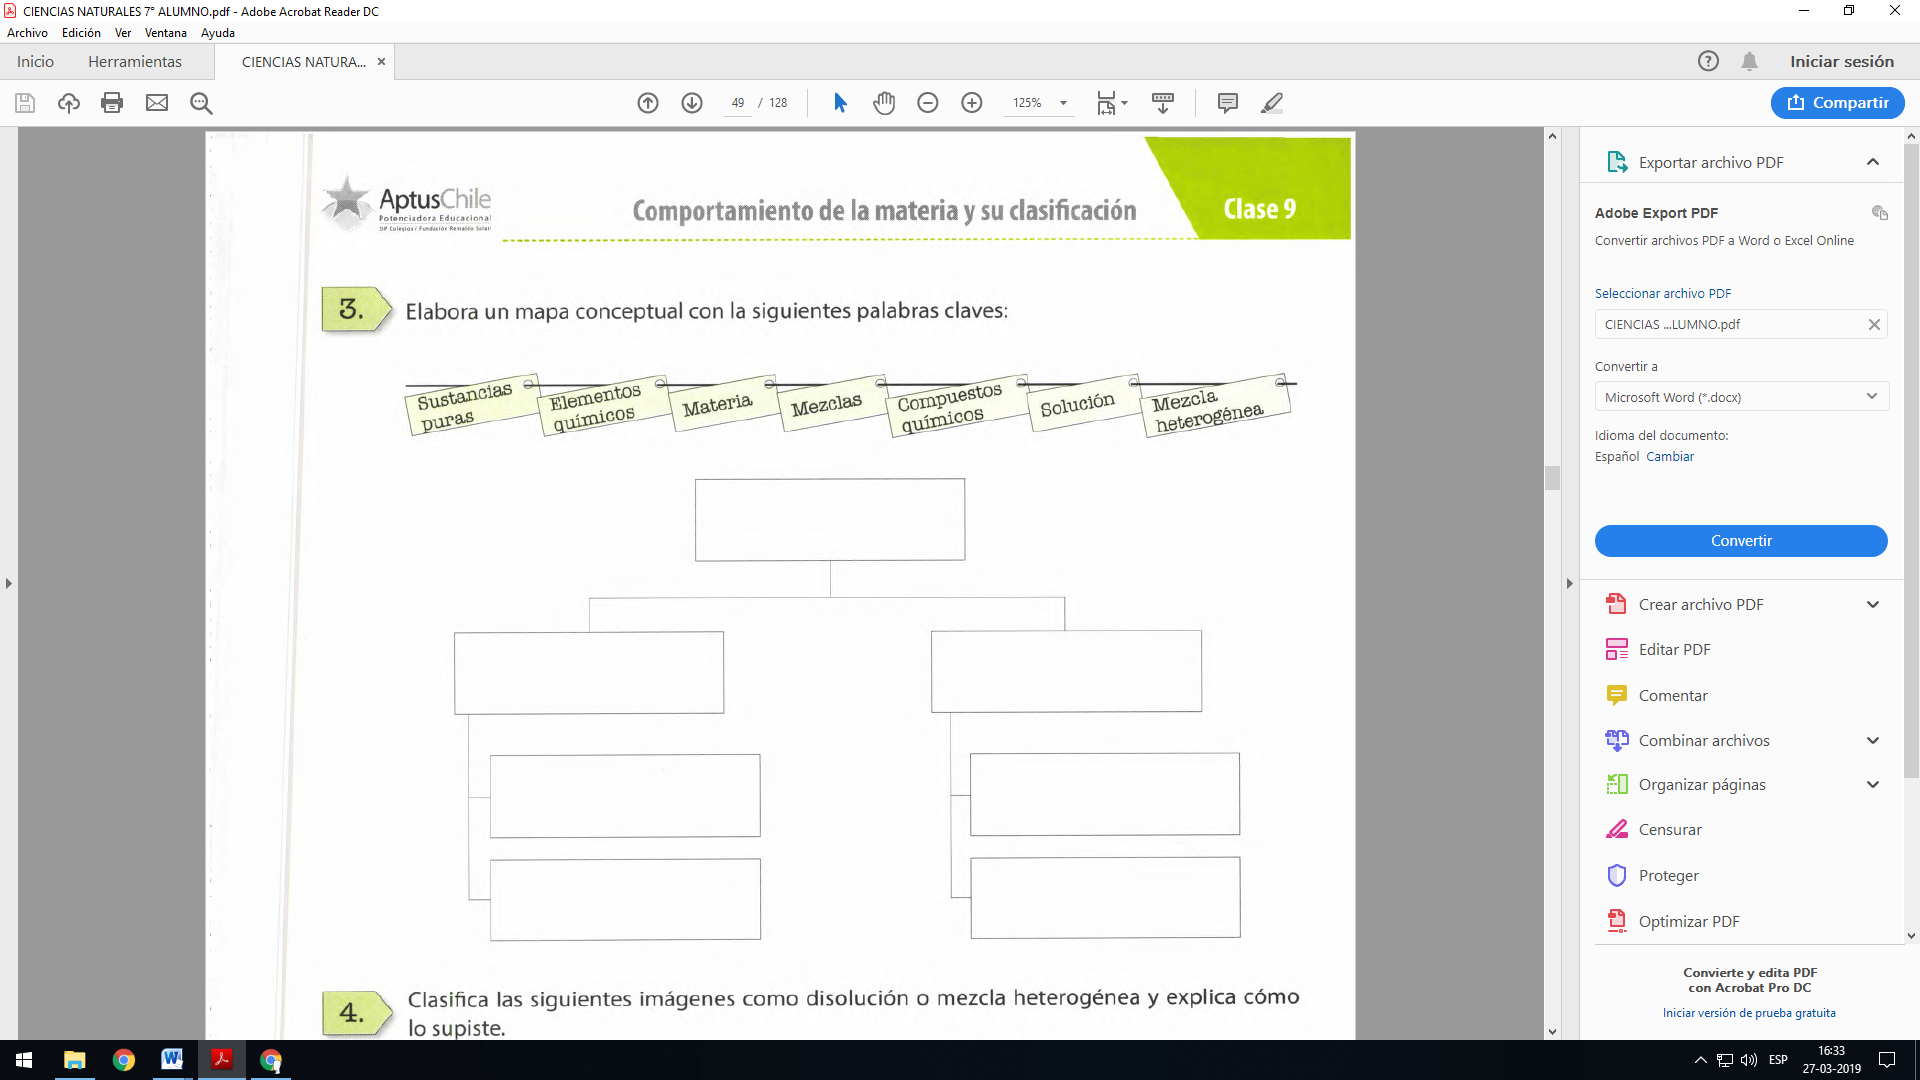 CIENCIAS NATURALES 7° ALUMNO.pdf - Adobe Acrobat Reader DC
Archivo Edición Ver Ventana Ayuda
Inicio Herramientas CIENCIAS NATURA... ×
Iniciar sesión
49 / 128 125%
Compartir
AptusChile
Potenciadora Educacional
SIP Colegios / Fundación Reinaldo Solari
Comportamiento de la materia y su clasificación
Clase 9
3. Elabora un mapa conceptual con la siguientes palabras claves:
Sustancias
puras
Elementos
químicos
Materia
Mezclas
Compuestos
químicos
Solución
Mezcla
heterogénea
4. Clasifica las siguientes imágenes como disolución o mezcla heterogénea y explica cómo
lo supiste.
Exportar archivo PDF
Adobe Export PDF
Convertir archivos PDF a Word o Excel Online
Seleccionar archivo PDF
CIENCIAS ...LUMNO.pdf
Convertir a
Microsoft Word (*.docx)
Idioma del documento:
Español Cambiar
Convertir
Crear archivo PDF
Editar PDF
Comentar
Combinar archivos
Organizar páginas
Censurar
Proteger
Optimizar PDF
Convierte y edita PDF
con Acrobat Pro DC
Iniciar versión de prueba gratuita
ESP
16:33
27-03-2019